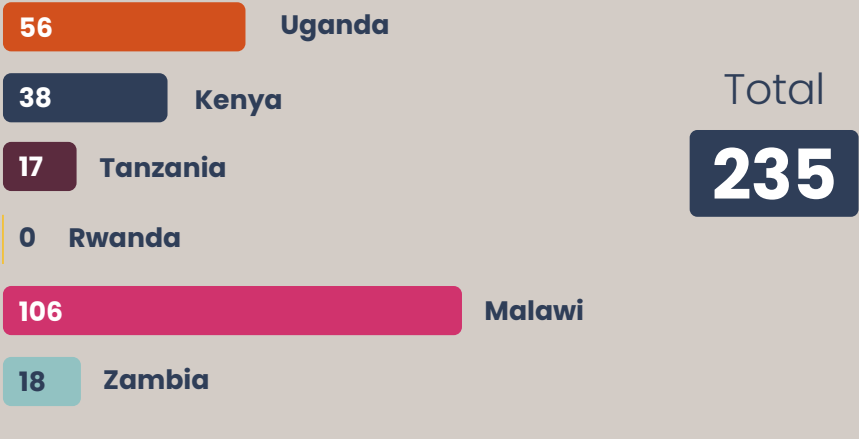 56 Uganda
38 Kenya
17 Tanzania
0 Rwanda
106 Malawi
18 Zambia
Total
235